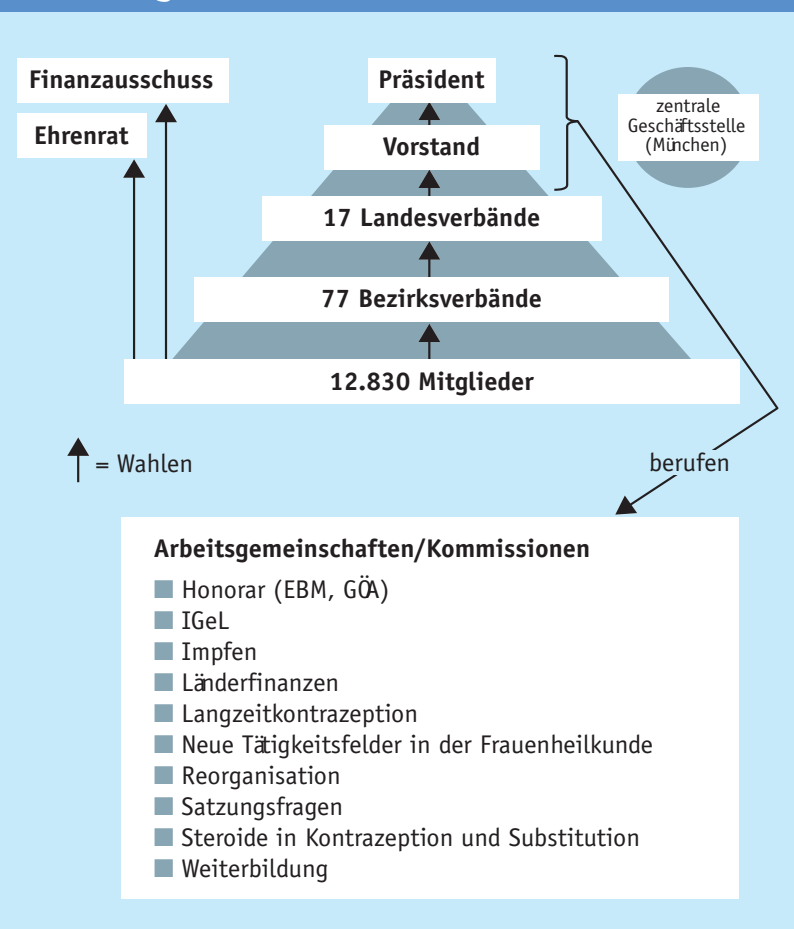 Finanzausschuss
Ehrenrat
Präsident
Vorstand
17 Landesverbände
77 Bezirksverbände
12.830 Mitglieder
zentrale
Geschäftsstelle
(München)
= Wahlen
berufen
Arbeitsgemeinschaften/Kommissionen
Honorar (EBM, GÖA)
IGeL
Impfen
Länderfinanzen
Langzeitkontrazeption
Neue Tätigkeitsfelder in der Frauenheilkunde
Reorganisation
Satzungsfragen
Steroide in Kontrazeption und Substitution
Weiterbildung